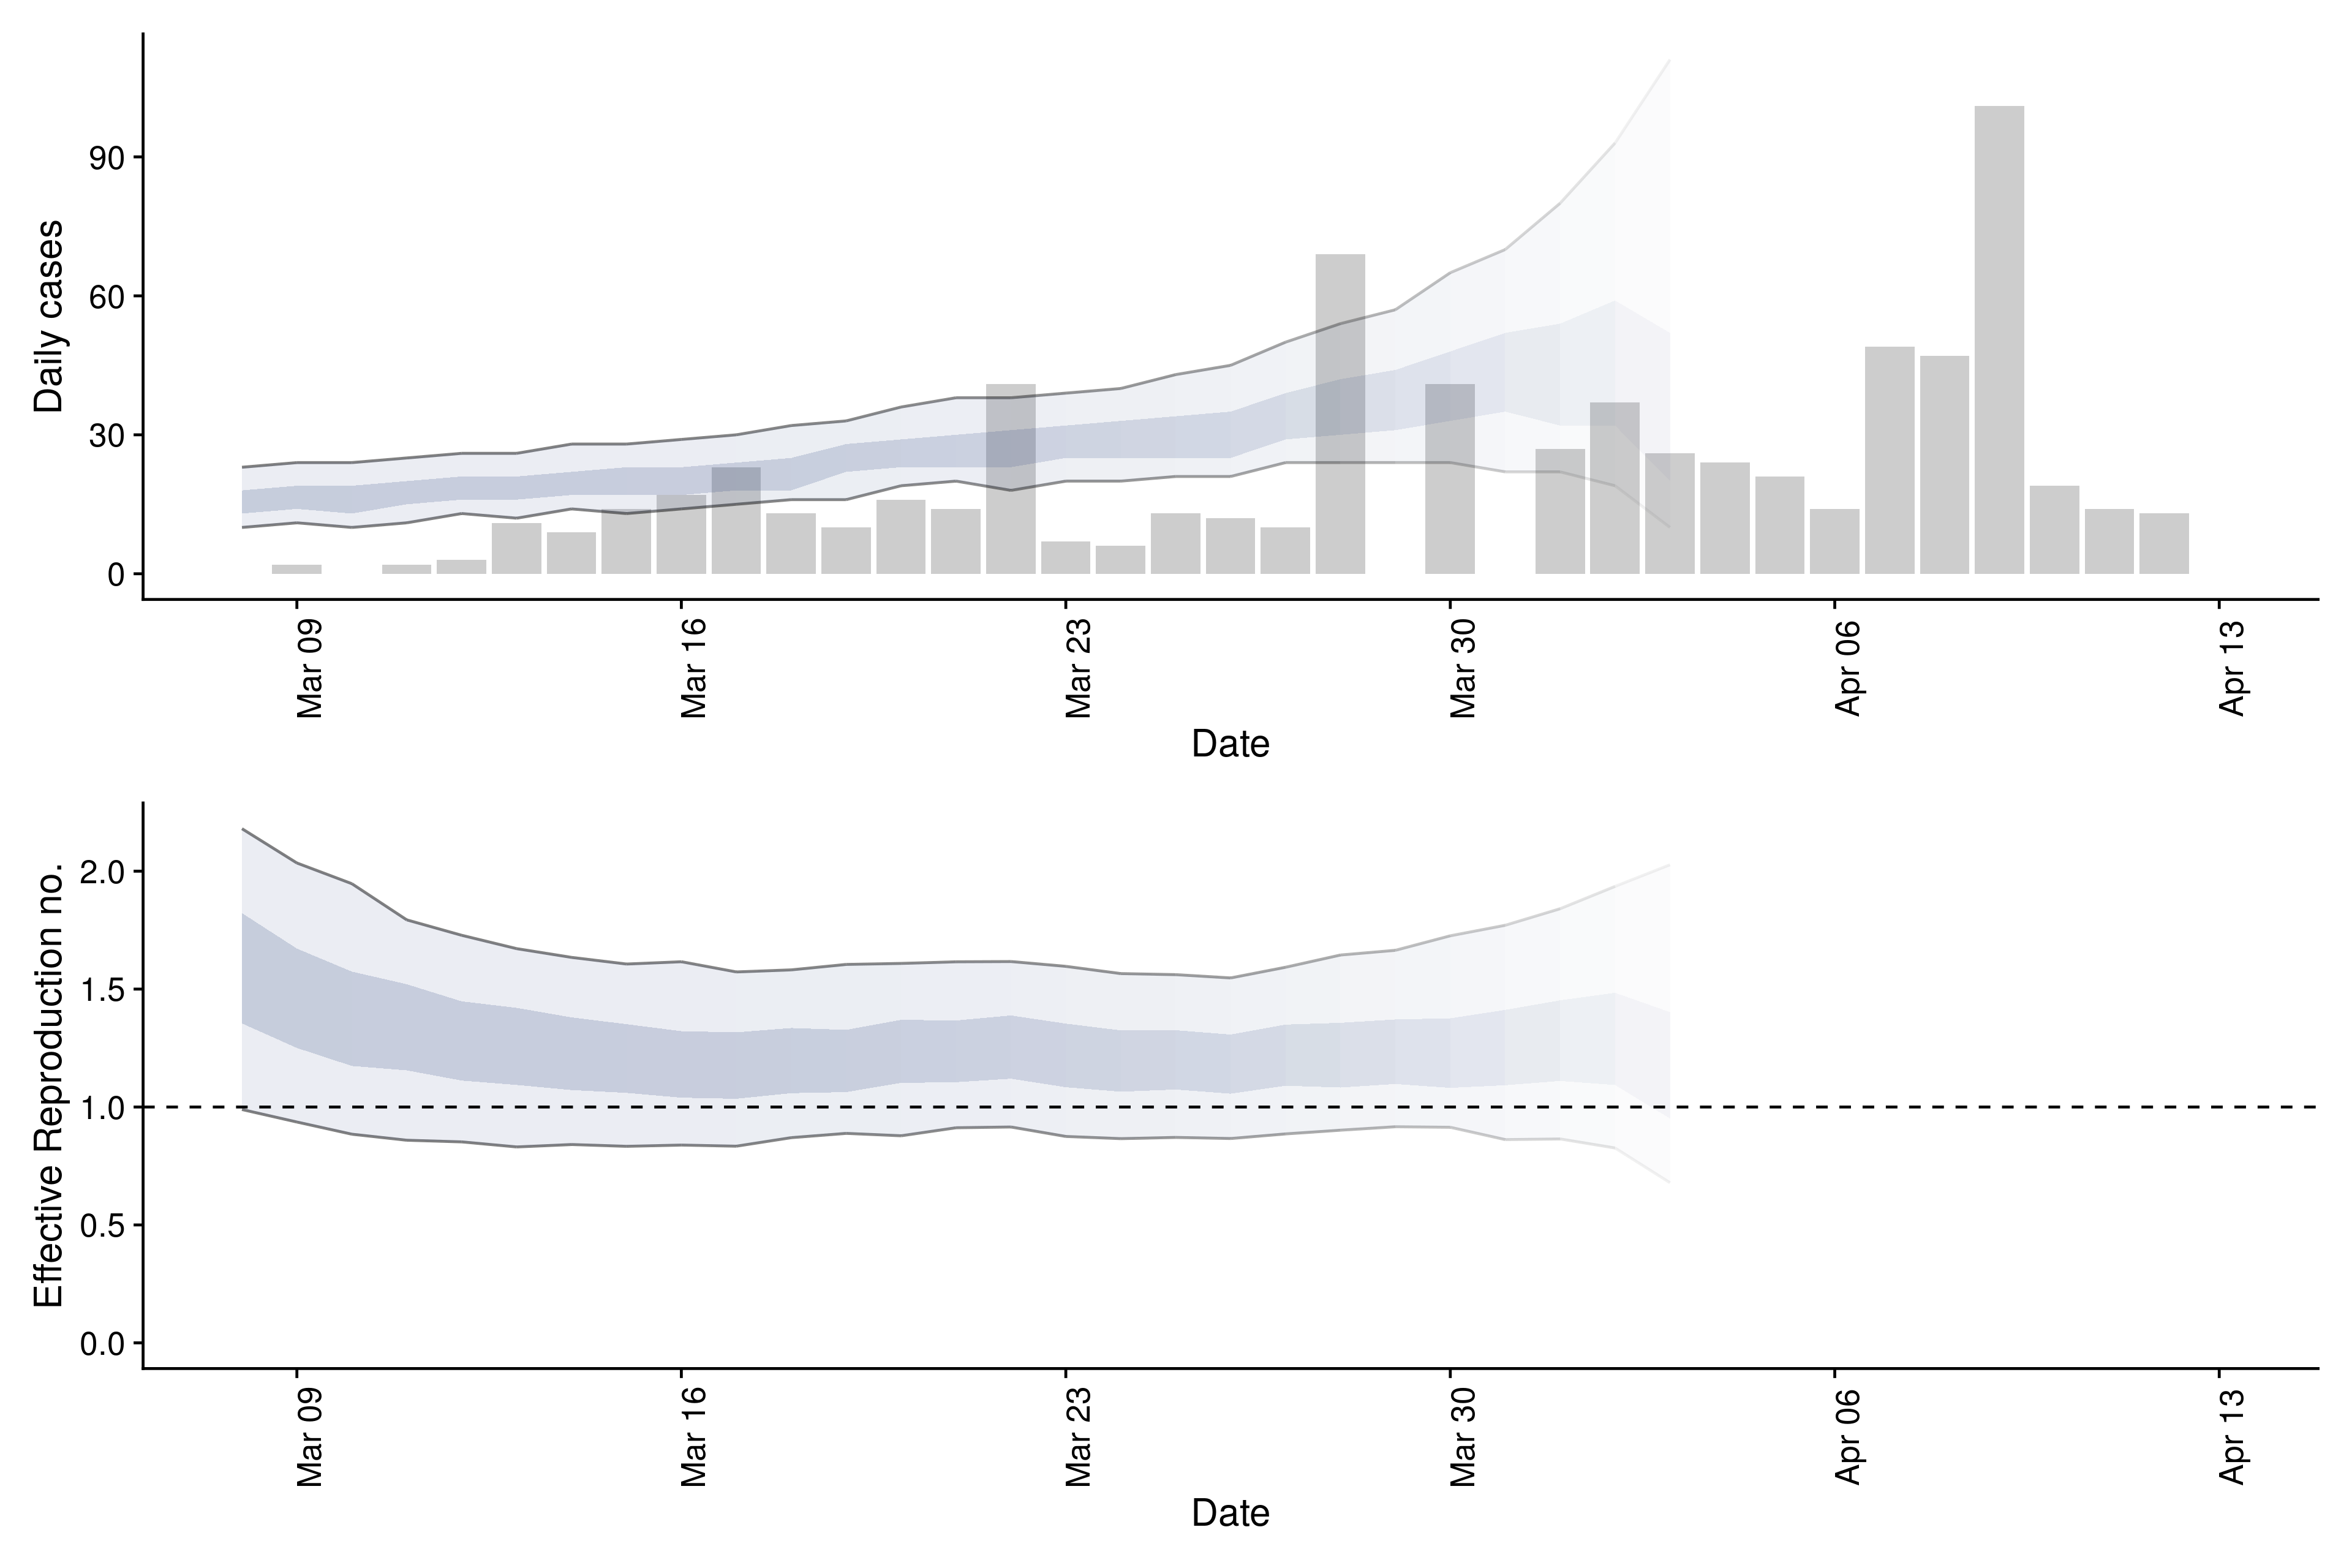 Daily cases
90
60
30
0
Mar 09
Mar 16
Mar 23
Mar 30
Apr 06
Apr 13
Date
Effective Reproduction no.
2.0
1.5
1.0
0.5
0.0
Mar 09
Mar 16
Mar 23
Mar 30
Apr 06
Apr 13
Date